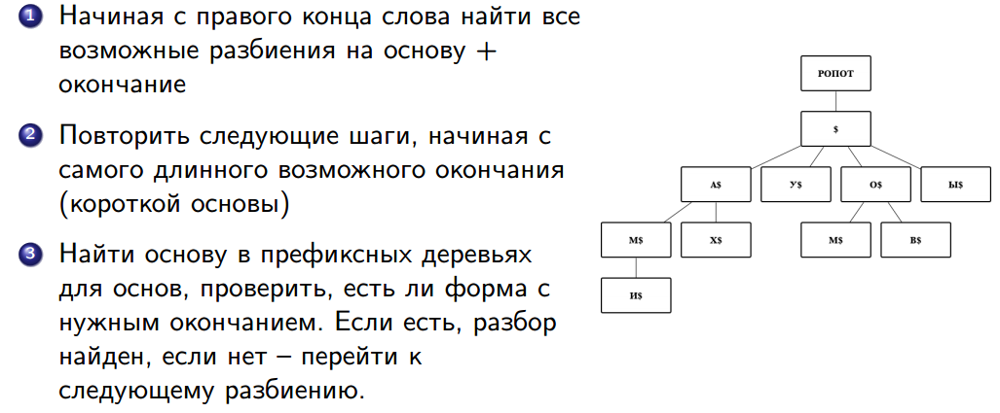 1 Начиная с правого конца слова найти все
возможные разбиения на основу +
окончание
2 Повторить следующие шаги, начиная с
самого длинного возможного окончания
(короткой основы)
3 Найти основу в префиксных деревьях
для основ, проверить, есть ли форма с
нужным окончанием. Если есть, разбор
найден, если нет – перейти к
следующему разбиению.
РОПОТ
$
А$ У$ О$ Ы$
М$ Х$ М$ В$
И$